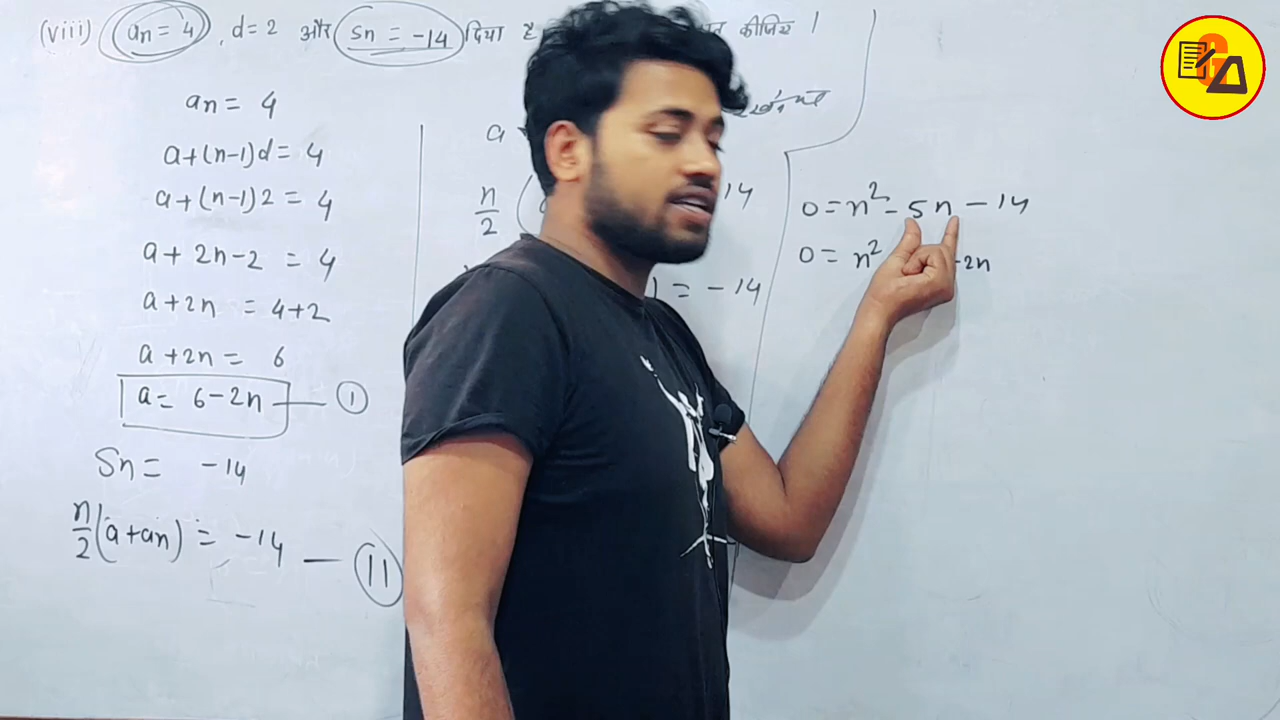 (viii) an = 4, d=2 और Sn = -14 दिया है कीजिए।
an = 4
a+(n-1)d = 4
a+(n-1)2 = 4
a + 2n-2 = 4
a+2n = 4+2
a+2n = 6
a = 6-2n — ①
Sn = -14
n/2 (a+an) = -14 — (11)
a
n/2 ( 14
) = -14
0 = n² - 5n - 14
0 = n² -2n